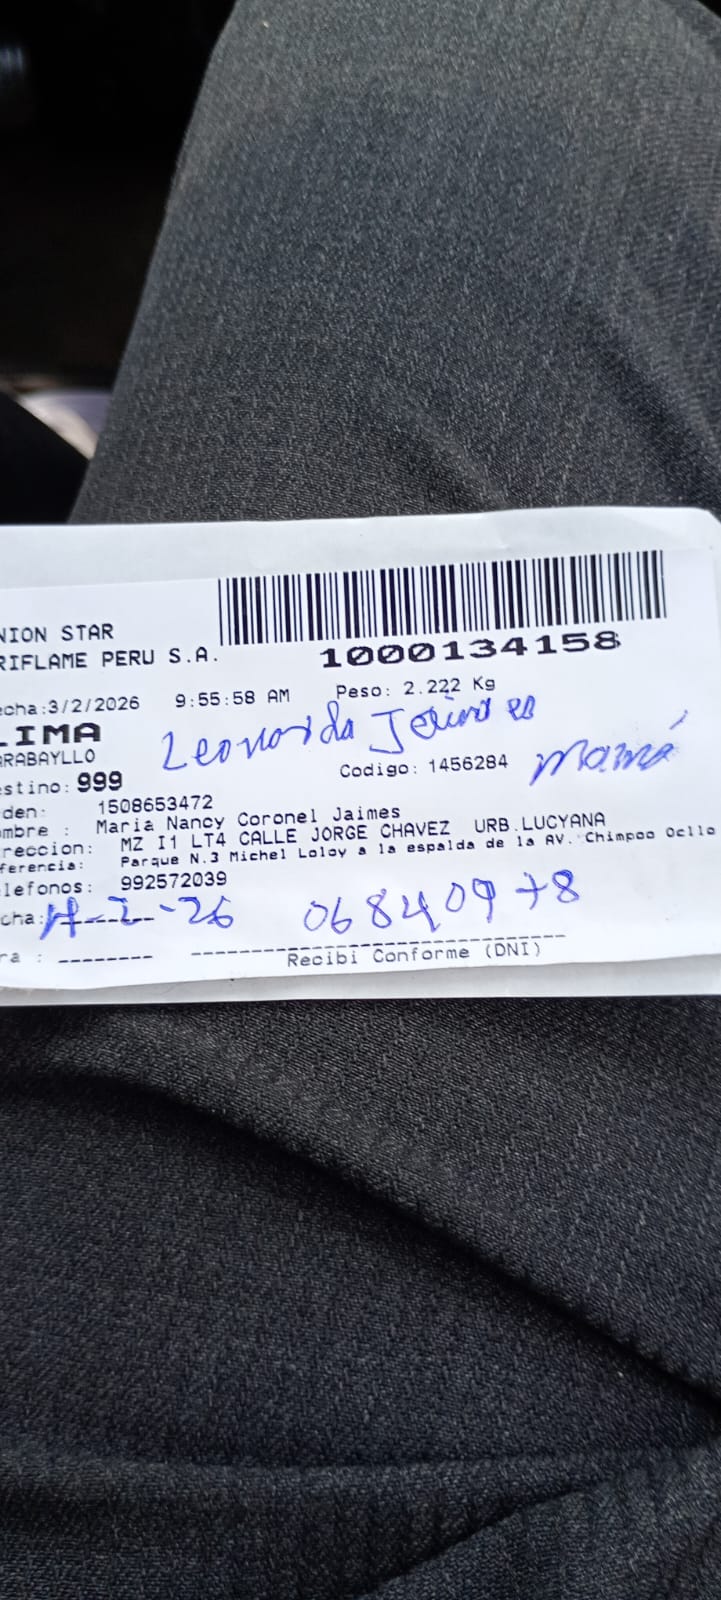 NION STAR
RIFLAME PERU S.A.
1000134158
echa:3/2/2026 9:55:58 AM Peso: 2.222 Kg
LIMA
ARABAYLLO
Leonarda Jaimes
estino: 999 Codigo: 1456284 mamá
den: 1508653472
ombre : Maria Nancy Coronel Jaimes
reccion: MZ I1 LT4 CALLE JORGE CHAVEZ URB.LUCYANA
ferencia: Parque N.3 Michel Loloy a la espalda de la AV. Chimpoo Ocllo
lefonos: 992572039
cha: -2-26 06840978
ra : --------
Recibi Conforme (DNI)